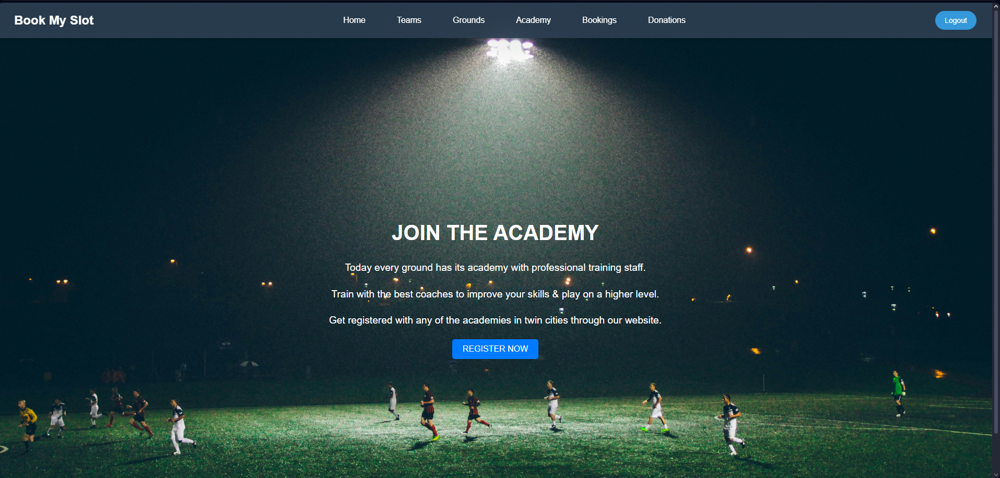 Book My Slot
Home
Teams
Grounds
Academy
Bookings
Donations
Logout
JOIN THE ACADEMY
Today every ground has its academy with professional training staff.
Train with the best coaches to improve your skills & play on a higher level.
Get registered with any of the academies in twin cities through our website.
REGISTER NOW